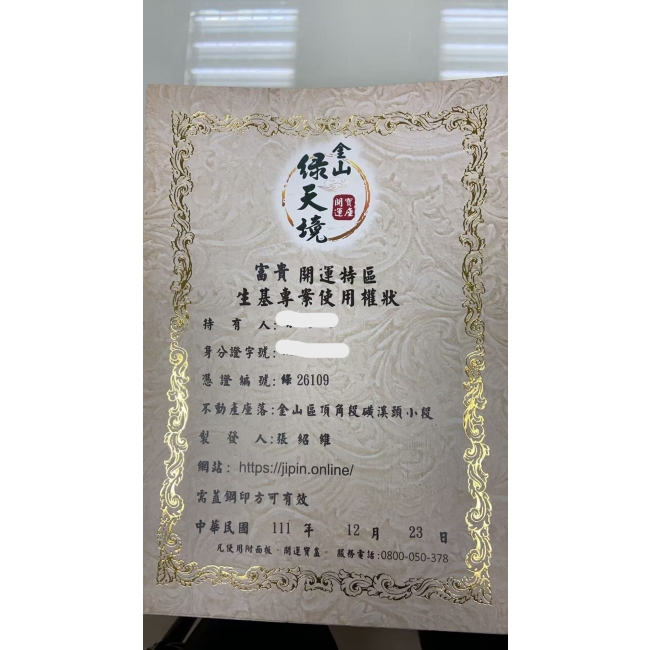 金山
绿天境
開運
寶座
富貴 開運特區
生基專案使用權狀
持有人:
身分證字號:
憑證編號: 綠 26109
不動產座落:金山區頂角段磺溪頭小段
製發人:張紹維
網站: https://jipin.online/
需蓋鋼印方可有效
中華民國 111 年 12 月 23 日
凡使用附面板、開運寶盒。 服務電話:0800-050-378